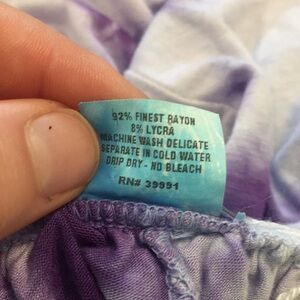 92% FINEST RAYON
8% LYCRA
MACHINE WASH DELICATE
SEPARATE IN COLD WATER
DRIP DRY - NO BLEACH
RN# 39991